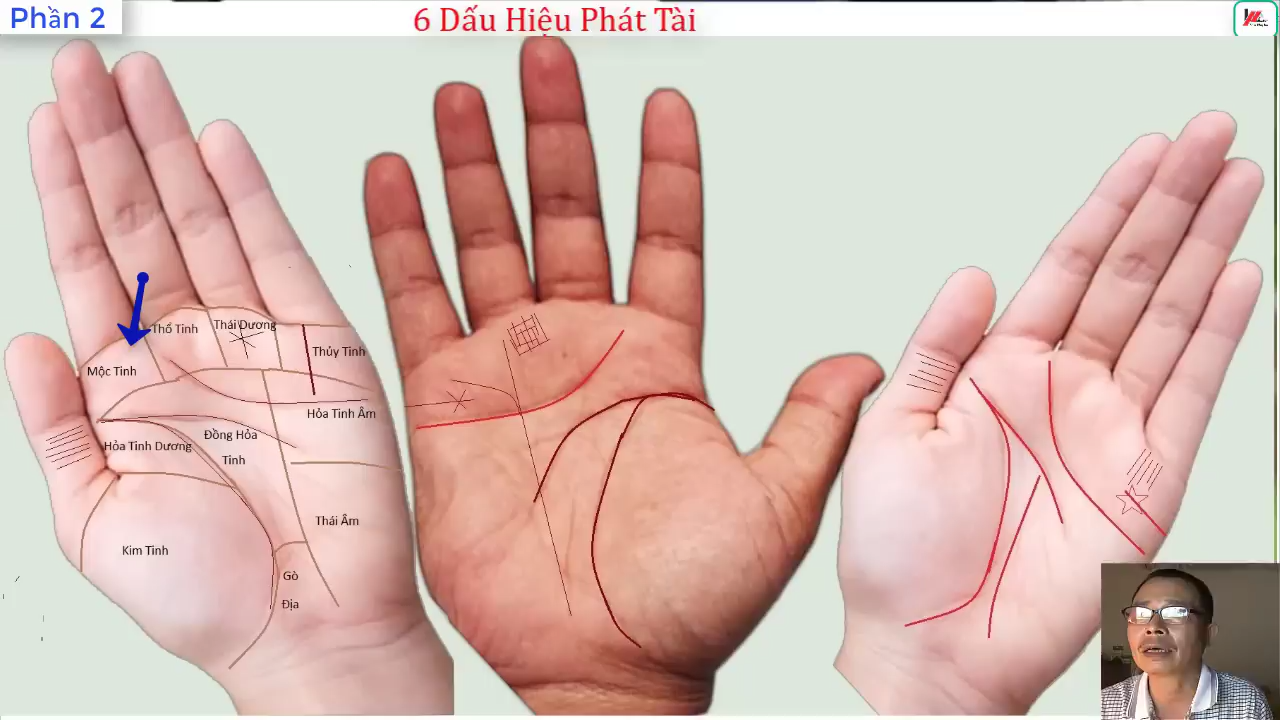 Phần 2
6 Dấu Hiệu Phát Tài
Thổ Tinh
Thái Dương
Thủy Tinh
Mộc Tinh
Hỏa Tinh Âm
Hỏa Tinh Dương
Đồng Hỏa
Tinh
Thái Âm
Kim Tinh
Gò
Địa